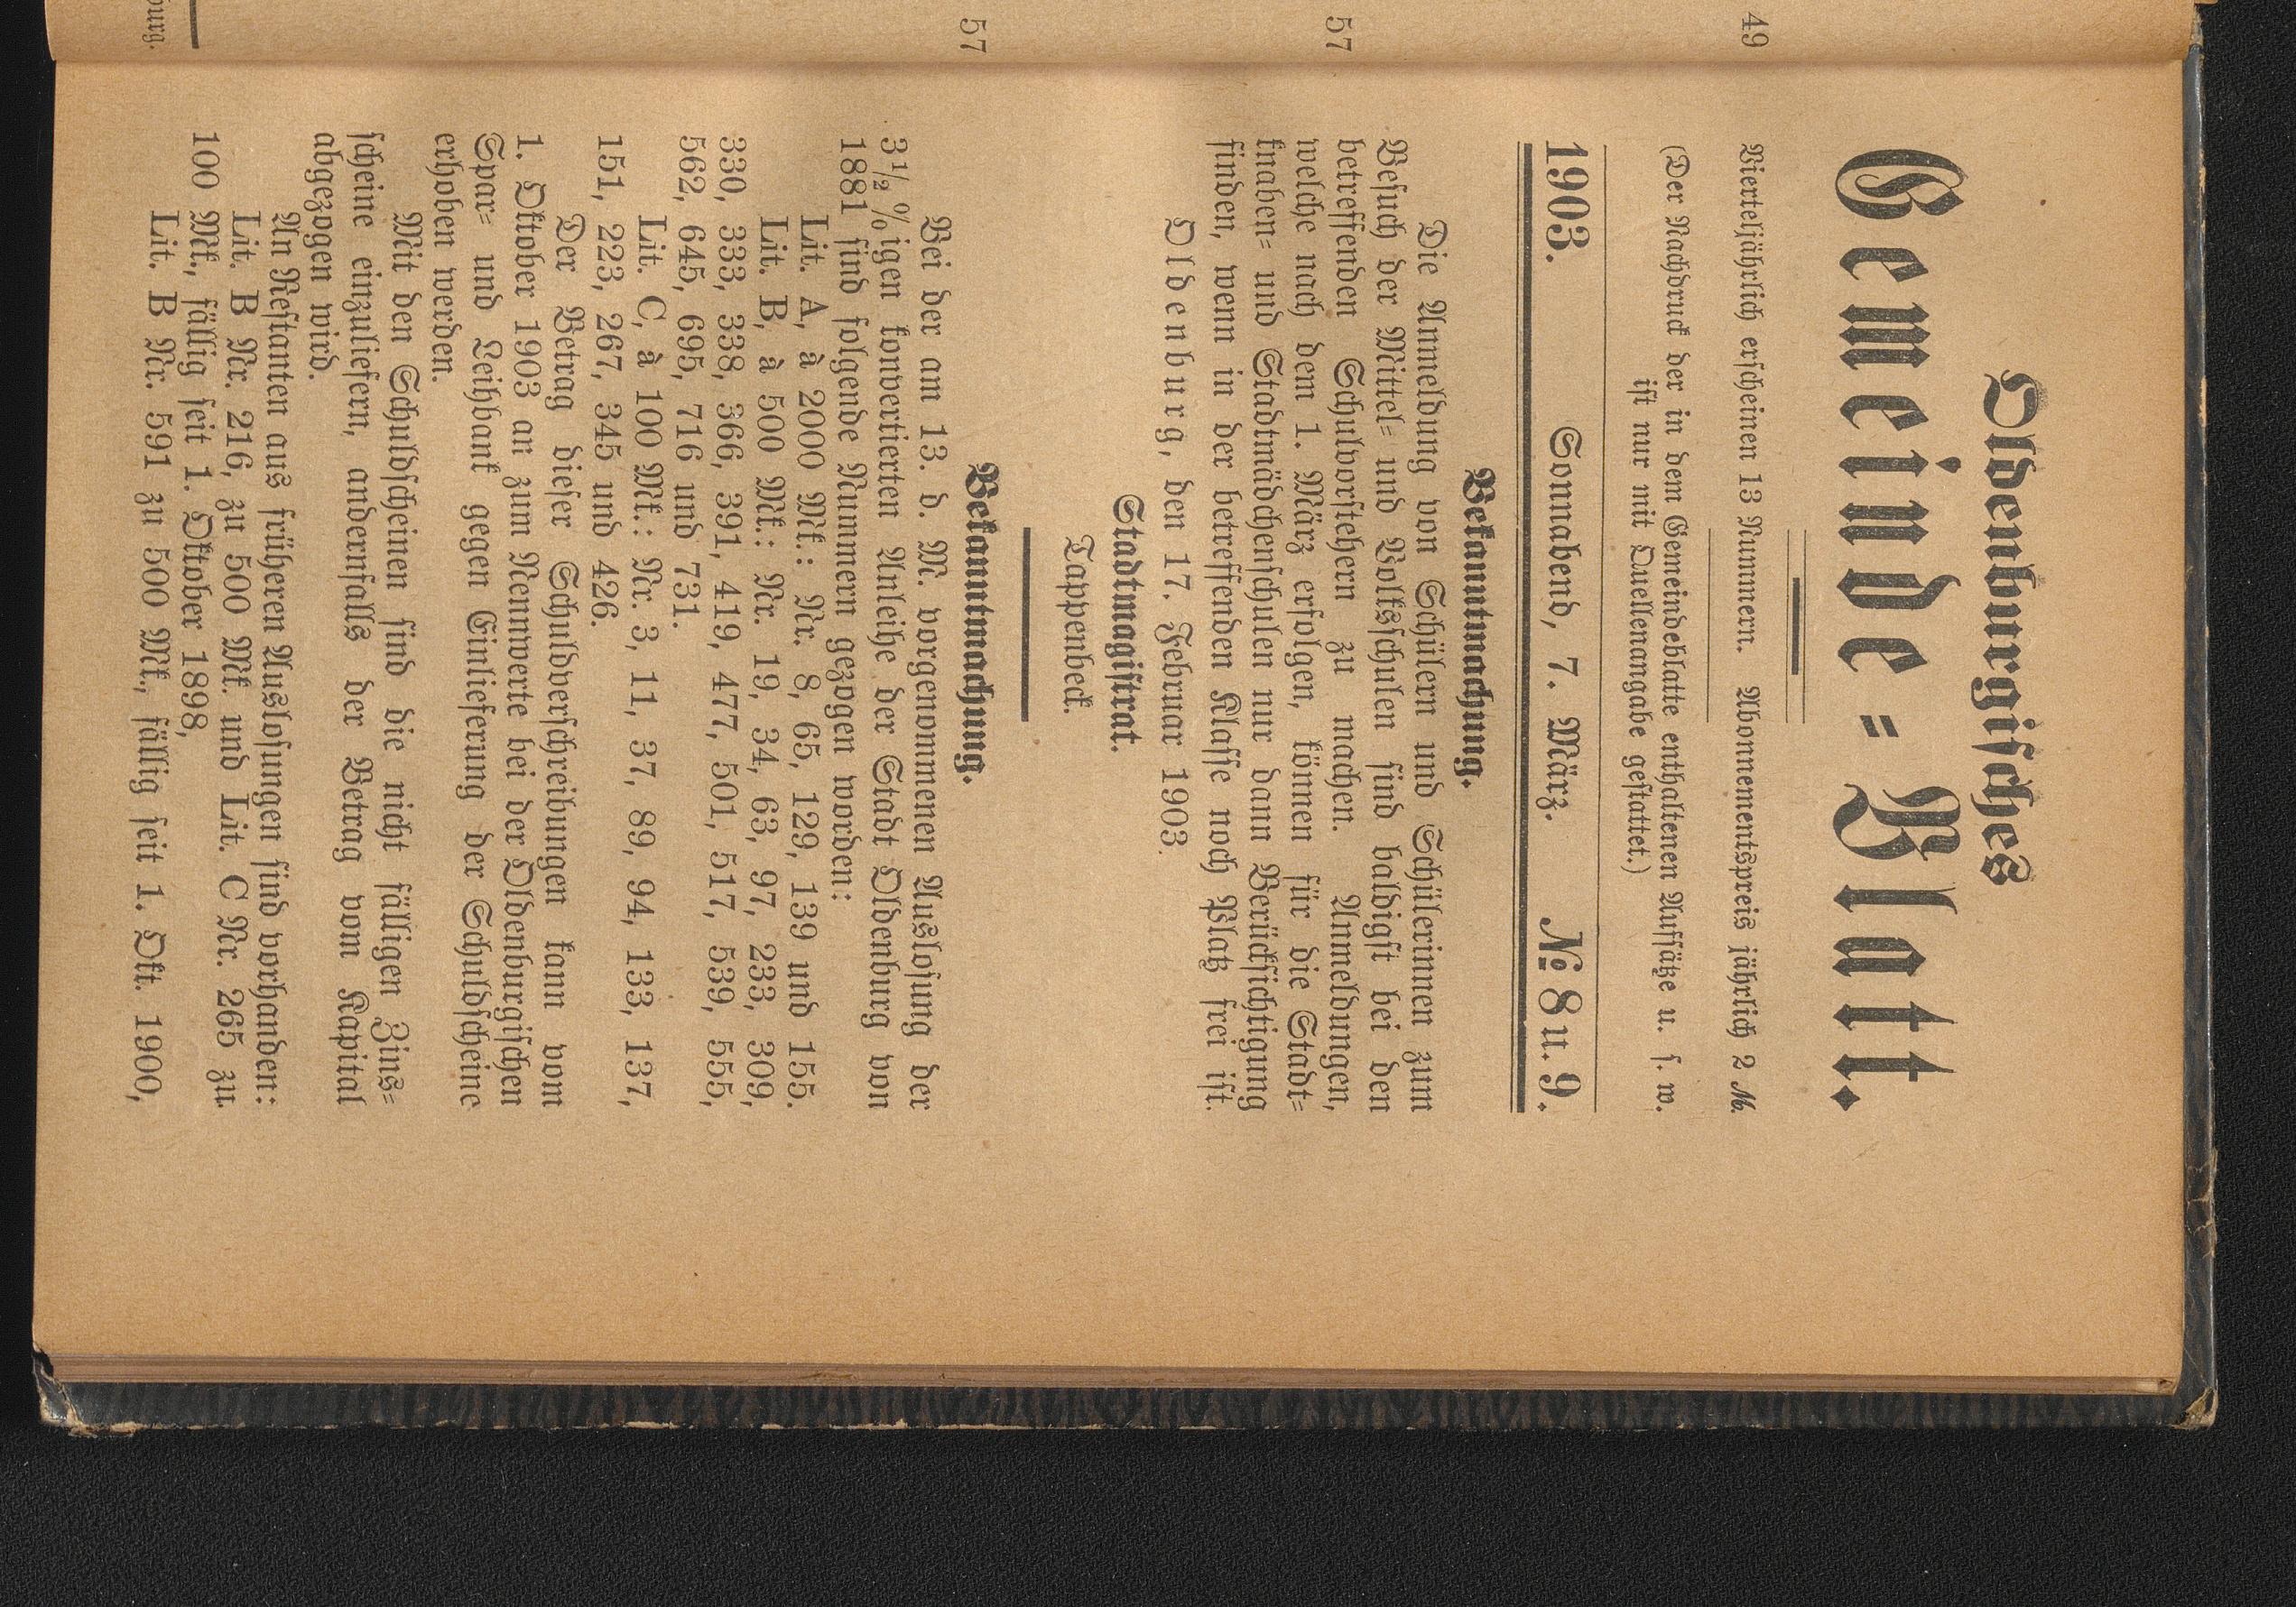 49
57
57
burg.
Oldenburgisches
Gemeinde-Blatt.
Vierteljährlich erscheinen 13 Nummern. Abonnementspreis jährlich 2 ℳ.
(Der Nachdruck der in dem Gemeindeblatte enthaltenen Aufsätze u. s. w.
ist nur mit Quellenangabe gestattet.)
1903. Sonnabend, 7. März. № 8 u. 9.
Bekanntmachung.
Die Anmeldung von Schülern und Schülerinnen zum
Besuch der Mittel- und Volksschulen sind baldigst bei den
betreffenden Schulvorstehern zu machen. Anmeldungen,
welche nach dem 1. März erfolgen, können für die Stadt-
knaben- und Stadtmädchenschulen nur dann Berücksichtigung
finden, wenn in der betreffenden Klasse noch Platz frei ist.
Oldenburg, den 17. Februar 1903.
Stadtmagistrat.
Tappenbeck.
Bekanntmachung.
Bei der am 13. d. M. vorgenommenen Auslosung der
3½ %igen konvertierten Anleihe der Stadt Oldenburg von
1881 sind folgende Nummern gezogen worden:
Lit. A, à 2000 Mk.: Nr. 8, 65, 129, 139 und 155.
Lit. B, à 500 Mk.: Nr. 19, 34, 63, 97, 233, 309,
330, 333, 338, 366, 391, 419, 477, 501, 517, 539, 555,
562, 645, 695, 716 und 731.
Lit. C, à 100 Mk.: Nr. 3, 11, 37, 89, 94, 133, 137,
151, 223, 267, 345 und 426.
Der Betrag dieser Schuldverschreibungen kann vom
1. Oktober 1903 an zum Nennwerte bei der Oldenburgischen
Spar- und Leihbank gegen Einlieferung der Schuldscheine
erhoben werden.
Mit den Schuldscheinen sind die nicht fälligen Zins-
scheine einzuliefern, andernfalls der Betrag vom Kapital
abgezogen wird.
An Restanten aus früheren Auslosungen sind vorhanden:
Lit. B Nr. 216, zu 500 Mk. und Lit. C Nr. 265 zu
100 Mk., fällig seit 1. Oktober 1898,
Lit. B Nr. 591 zu 500 Mk., fällig seit 1. Okt. 1900,